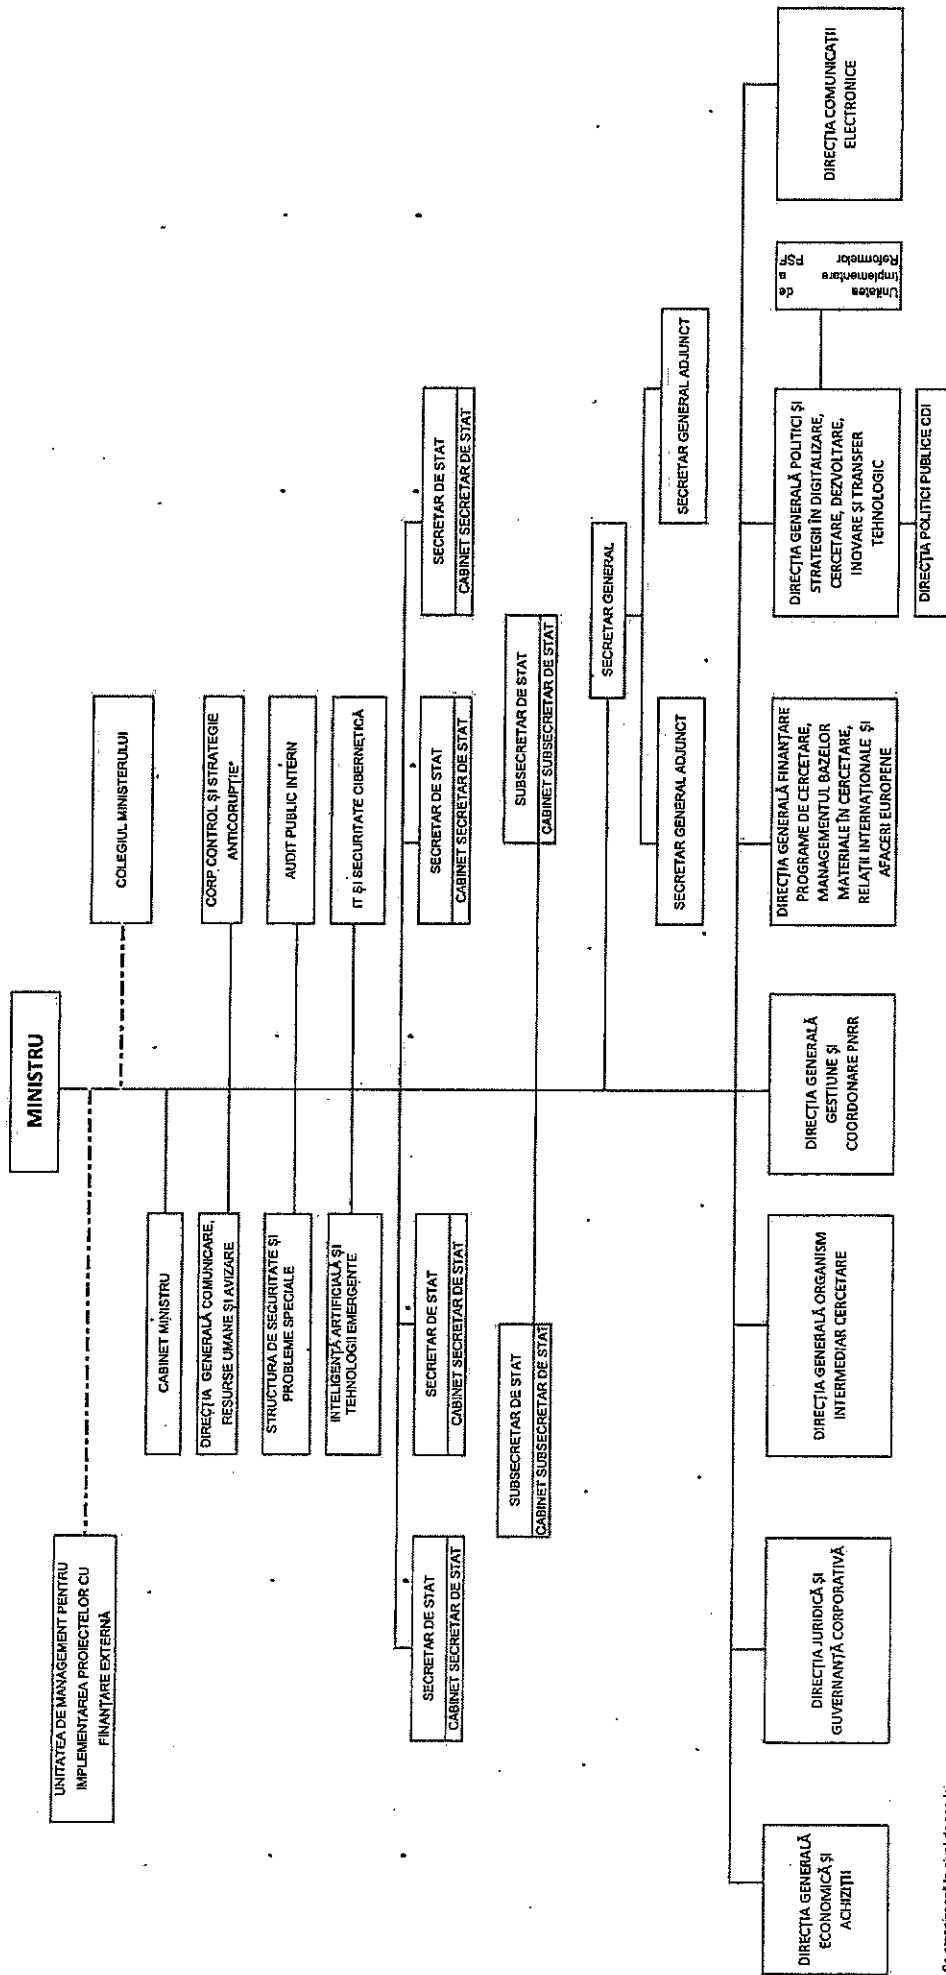 MINISTRU
UNITATEA DE MANAGEMENT PENTRU
IMPLEMENTAREA PROIECTELOR CU
FINANȚARE EXTERNĂ
COLEGIUL MINISTERULUI
CABINET MINISTRU
DIRECȚIA GENERALĂ COMUNICARE,
RESURSE UMANE ȘI AVIZARE
CORP CONTROL ȘI STRATEGIE
ANTICORUPȚIE*
STRUCTURA DE SECURITATE ȘI
PROBLEME SPECIALE
AUDIT PUBLIC INTERN
INTELIGENȚĂ ARTIFICIALĂ ȘI
TEHNOLOGII EMERGENTE
IT ȘI SECURITATE CIBERNETICĂ
SECRETAR DE STAT
CABINET SECRETAR DE STAT
SECRETAR DE STAT
CABINET SECRETAR DE STAT
SECRETAR DE STAT
CABINET SECRETAR DE STAT
SECRETAR DE STAT
CABINET SECRETAR DE STAT
SUBSECRETAR DE STAT
CABINET SUBSECRETAR DE STAT
SUBSECRETAR DE STAT
CABINET SUBSECRETAR DE STAT
SECRETAR GENERAL
SECRETAR GENERAL ADJUNCT
SECRETAR GENERAL ADJUNCT
DIRECȚIA GENERALĂ
ECONOMICĂ ȘI
ACHIZIȚII
DIRECȚIA JURIDICĂ ȘI
GUVERNANȚĂ CORPORATIVĂ
DIRECȚIA GENERALĂ ORGANISM
INTERMEDIAR CERCETARE
DIRECȚIA GENERALĂ
GESTIUNE ȘI
COORDONARE PNRR
DIRECȚIA GENERALĂ FINANȚARE
PROGRAME DE CERCETARE,
MANAGEMENTUL BAZELOR
MATERIALE ÎN CERCETARE,
RELAȚII INTERNAȚIONALE ȘI
AFACERI EUROPENE
DIRECȚIA GENERALĂ POLITICI ȘI
STRATEGII ÎN DIGITALIZARE,
CERCETARE, DEZVOLTARE,
INOVARE ȘI TRANSFER
TEHNOLOGIC
DIRECȚIA POLITICI PUBLICE CDI
Unitatea de
Implementare a
Reformelor PSF
DIRECȚIA COMUNICAȚII
ELECTRONICE